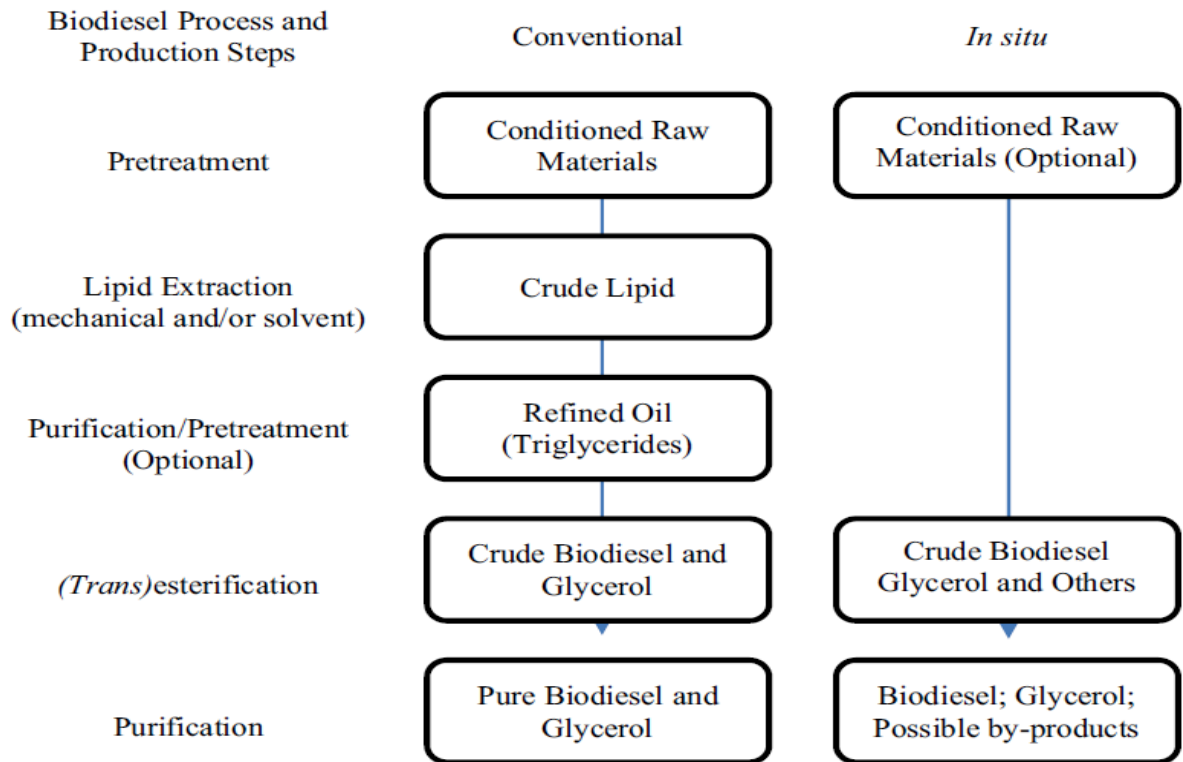 Biodiesel Process and
Production Steps
Conventional
In situ
Pretreatment
Conditioned Raw
Materials
Conditioned Raw
Materials (Optional)
Lipid Extraction
(mechanical and/or solvent)
Crude Lipid
Purification/Pretreatment
(Optional)
Refined Oil
(Triglycerides)
(Trans)esterification
Crude Biodiesel and
Glycerol
Crude Biodiesel
Glycerol and Others
Purification
Pure Biodiesel and
Glycerol
Biodiesel; Glycerol;
Possible by-products